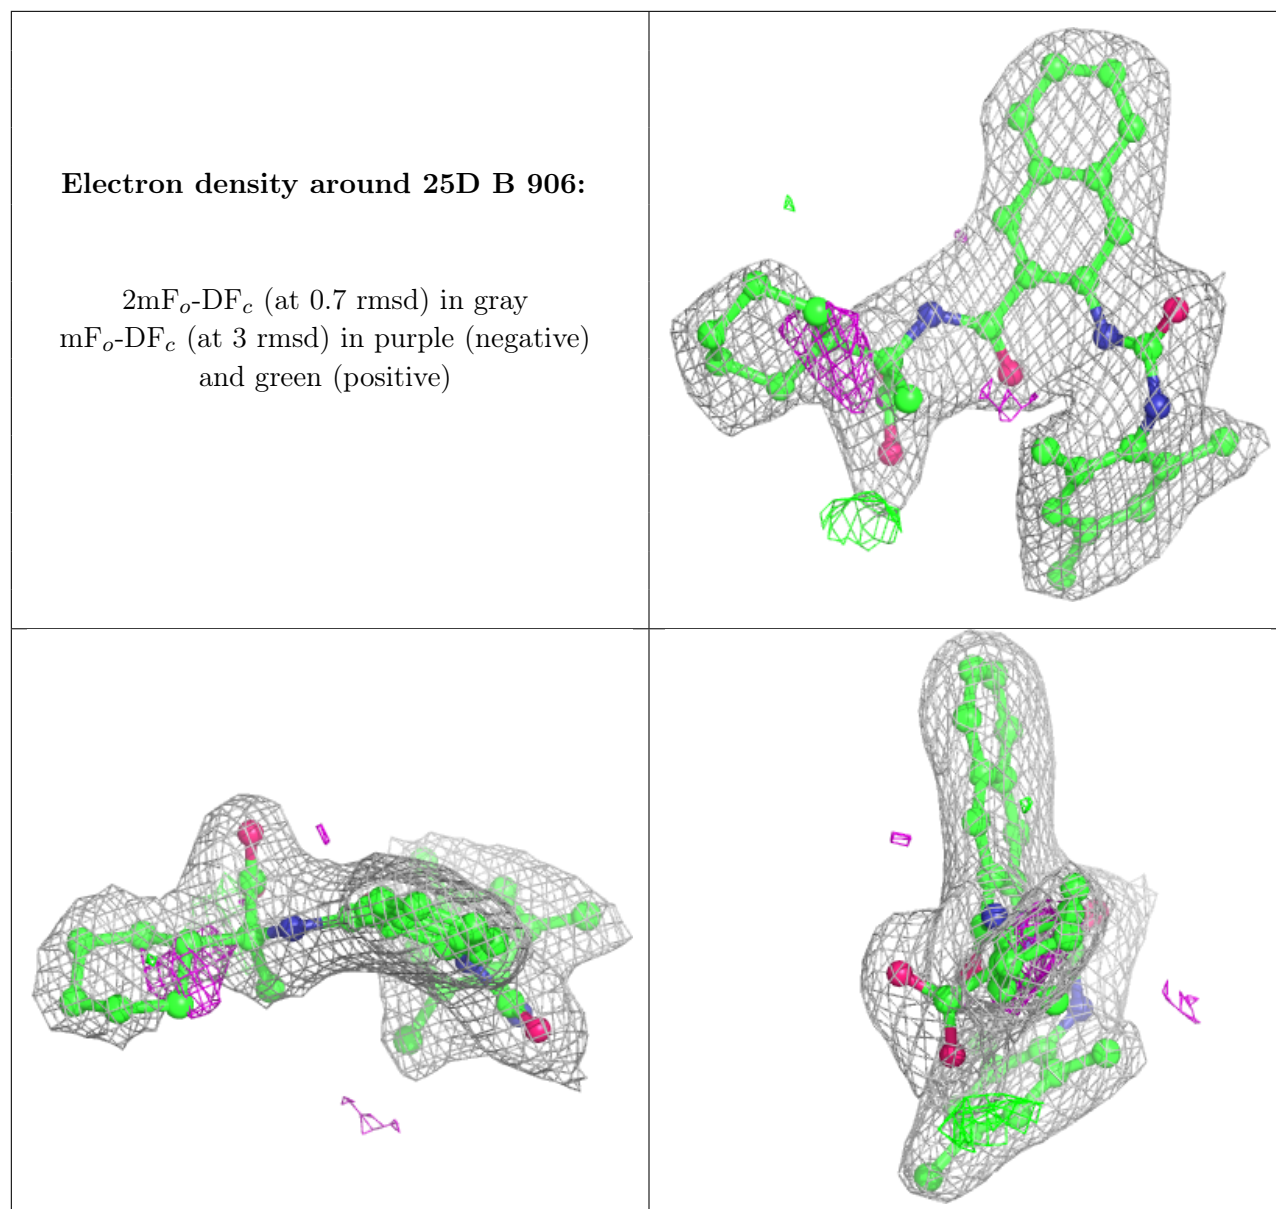 Electron density around 25D B 906:
2mFo-DFc (at 0.7 rmsd) in gray
mFo-DFc (at 3 rmsd) in purple (negative)
and green (positive)